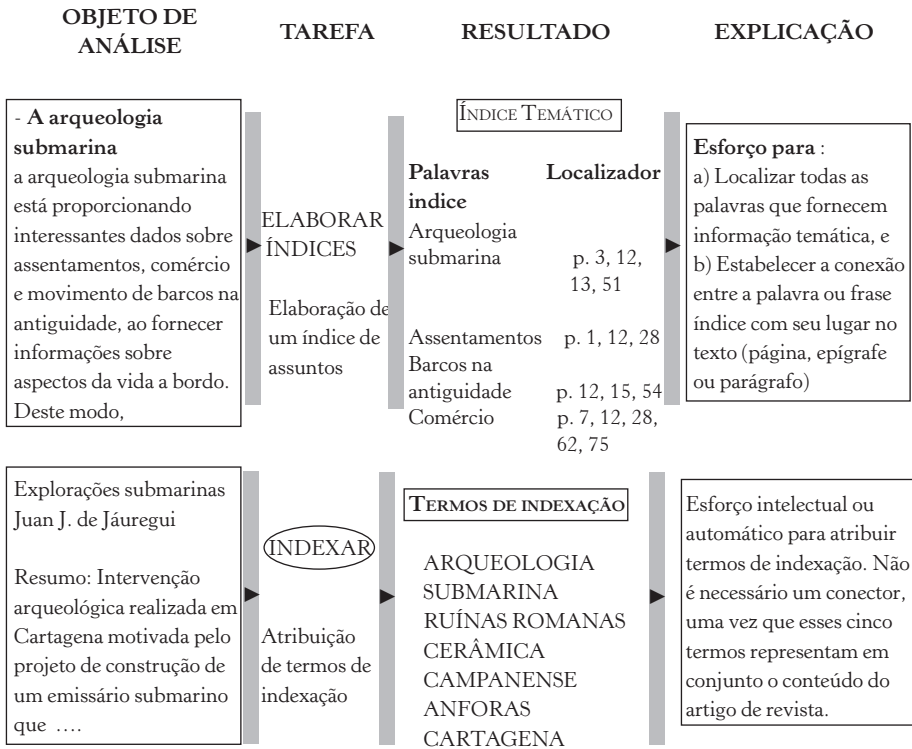 OBJETO DE
ANÁLISE
TAREFA
RESULTADO
EXPLICAÇÃO
- A arqueologia
submarina
a arqueologia submarina
está proporcionando
interessantes dados sobre
assentamentos, comércio
e movimento de barcos na
antiguidade, ao fornecer
informações sobre
aspectos da vida a bordo.
Deste modo,
ELABORAR
ÍNDICES
Elaboração de
um índice de
assuntos
ÍNDICE TEMÁTICO
Palavras Localizador
indice
Arqueologia
submarina p. 3, 12,
13, 51
Assentamentos p. 1, 12, 28
Barcos na
antiguidade p. 12, 15, 54
Comércio p. 7, 12, 28,
62, 75
Esforço para :
a) Localizar todas as
palavras que fornecem
informação temática, e
b) Estabelecer a conexão
entre a palavra ou frase
índice com seu lugar no
texto (página, epígrafe
ou parágrafo)
Explorações submarinas
Juan J. de Jáuregui
Resumo: Intervenção
arqueológica realizada em
Cartagena motivada pelo
projeto de construção de
um emissário submarino
que ....
INDEXAR
Atribuição
de termos de
indexação
TERMOS DE INDEXAÇÃO
ARQUEOLOGIA
SUBMARINA
RUÍNAS ROMANAS
CERÂMICA
CAMPANENSE
ANFORAS
CARTAGENA
Esforço intelectual ou
automático para atribuir
termos de indexação. Não
é necessário um conector,
uma vez que esses cinco
termos representam em
conjunto o conteúdo do
artigo de revista.